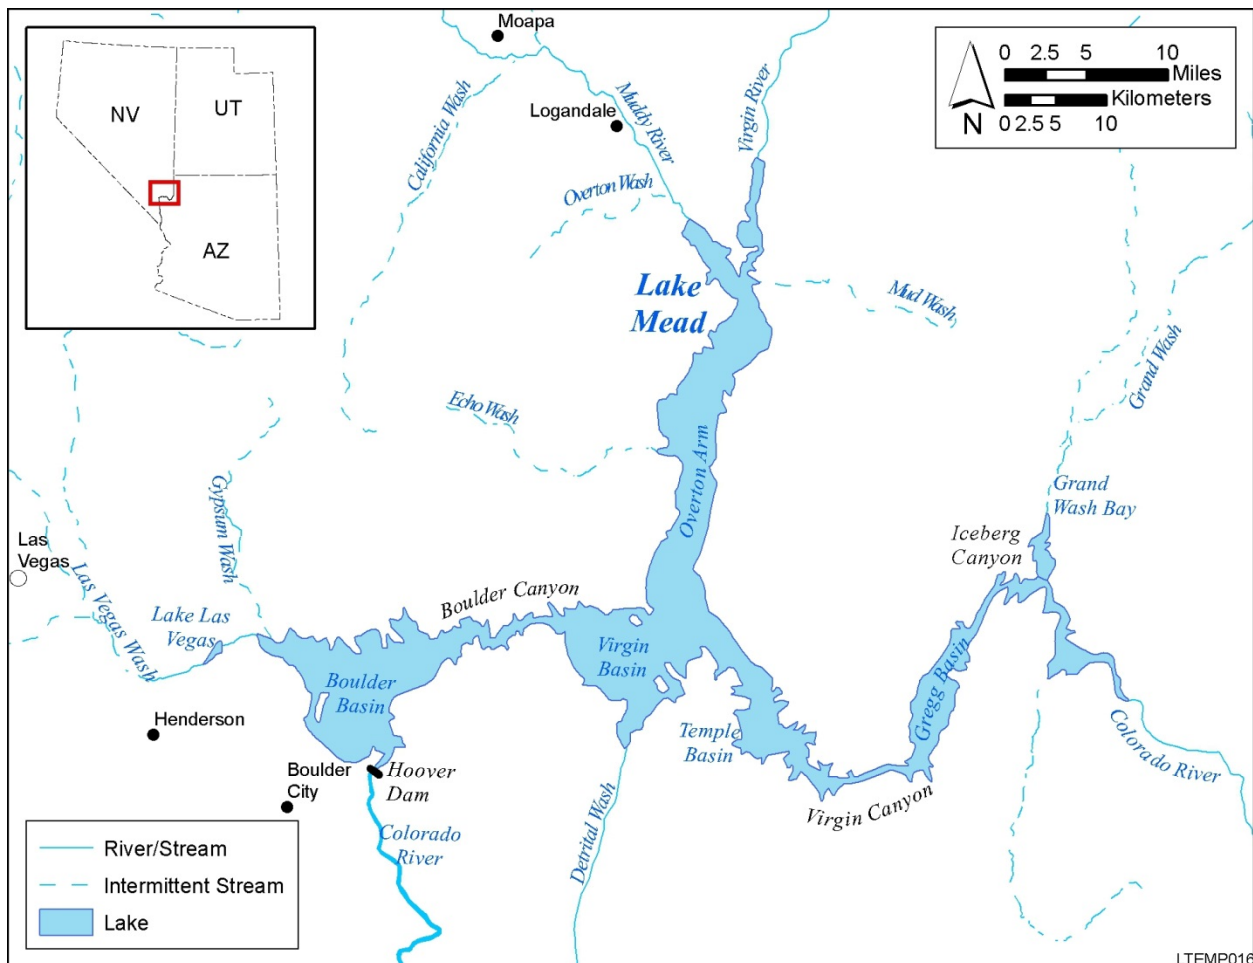 Moapa
Logandale
Muddy River
Virgin River
California Wash
Overton Wash
NV
UT
AZ
0 2.5 5 10
Miles
Kilometers
0 2.5 5 10
N
Lake
Mead
Mud Wash
Grand Wash
Echo Wash
Overton Arm
Gypsum Wash
Grand
Wash Bay
Iceberg
Canyon
Las
Vegas
Las Vegas Wash
Lake Las
Vegas
Boulder Canyon
Virgin
Basin
Boulder
Basin
Gregg Basin
Henderson
Temple
Basin
Colorado River
Boulder
City
Hoover
Dam
Virgin Canyon
Colorado
River
Detrital Wash
River/Stream
Intermittent Stream
Lake
LTEMP016